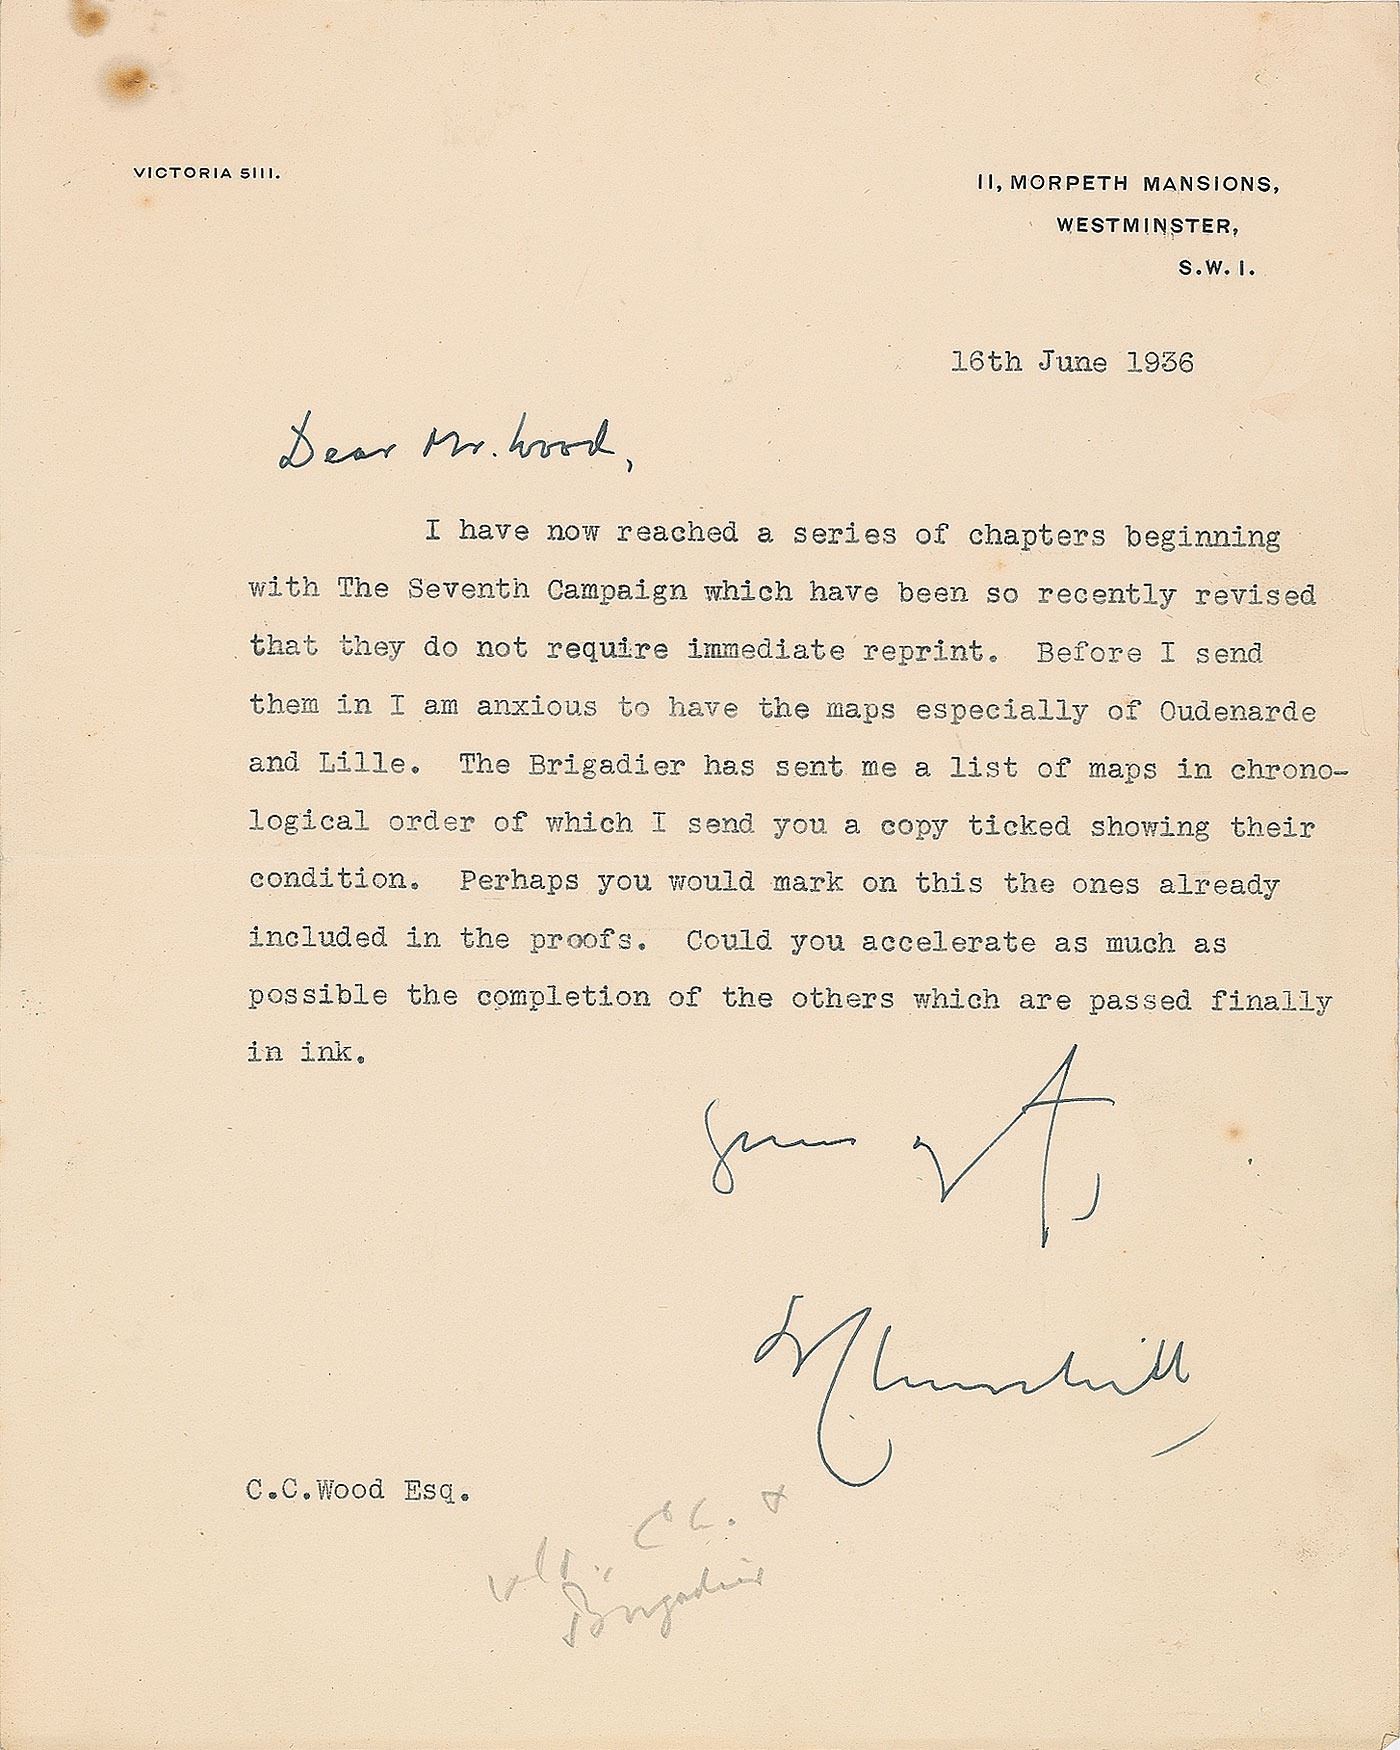 VICTORIA 5111.
11, MORPETH MANSIONS,
WESTMINSTER,
S.W. 1.
16th June 1936
Dear Mr. Wood,
I have now reached a series of chapters beginning
with The Seventh Campaign which have been so recently revised
that they do not require immediate reprint. Before I send
them in I am anxious to have the maps especially of Oudenarde
and Lille. The Brigadier has sent me a list of maps in chrono-
logical order of which I send you a copy ticked showing their
condition. Perhaps you would mark on this the ones already
included in the proofs. Could you accelerate as much as
possible the completion of the others which are passed finally
in ink.
Yours
W Churchill
C.C.Wood Esq.
Ch. +
Brigadier